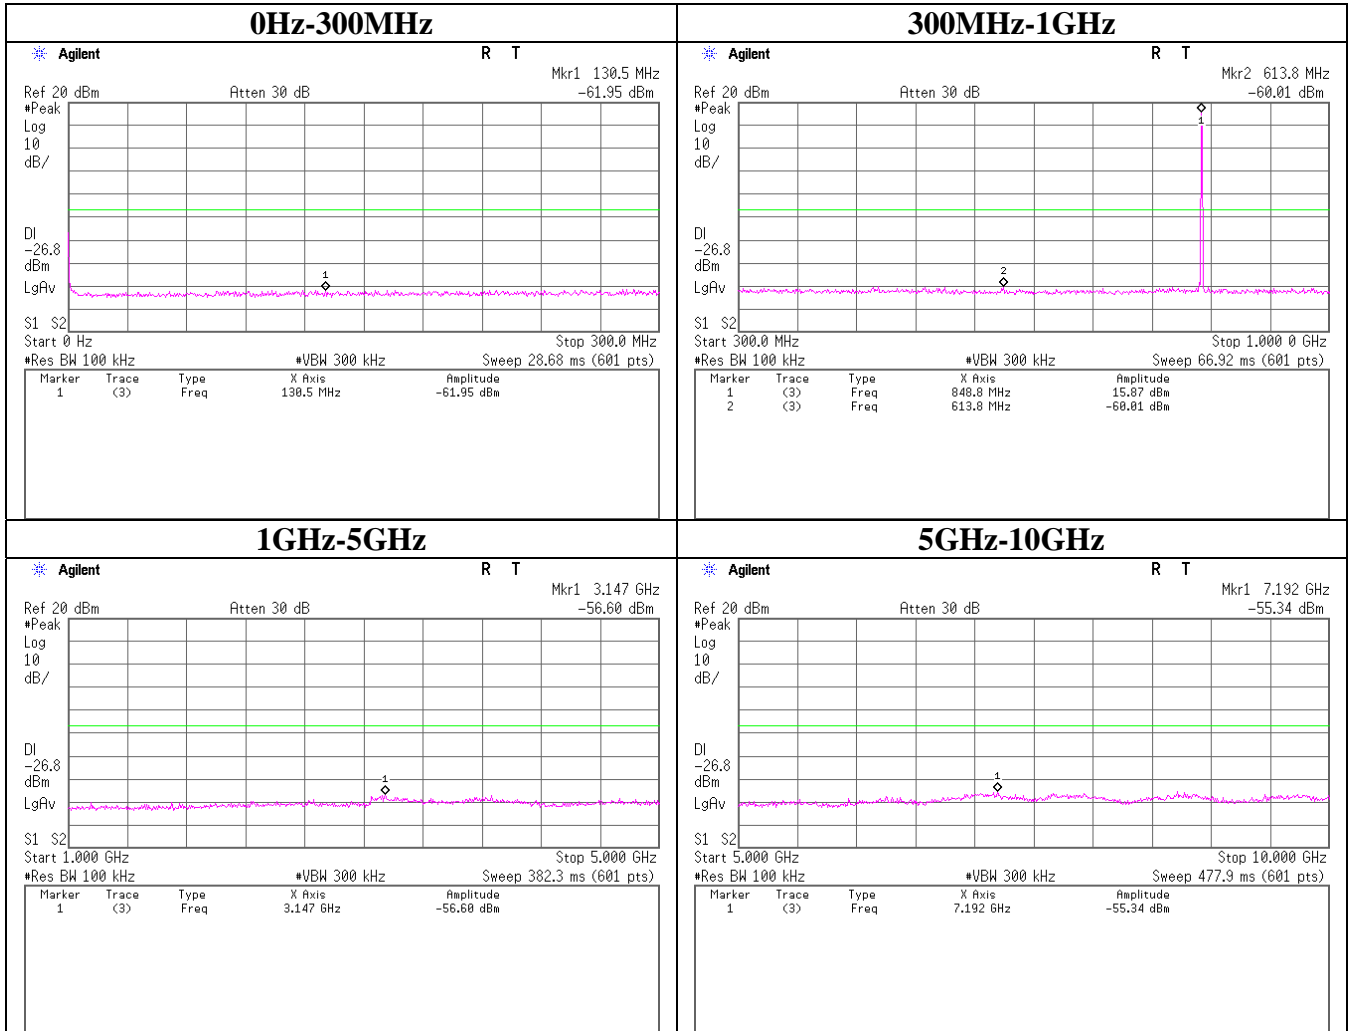 0Hz-300MHz
Agilent
R T
Mkr1 130.5 MHz
Ref 20 dBm Atten 30 dB -61.95 dBm
#Peak
Log
10
dB/
1
DI
-26.8
dBm
LgAv
S1 S2
Start 0 Hz Stop 300.0 MHz
#Res BW 100 kHz #VBW 300 kHz Sweep 28.68 ms (601 pts)
Marker Trace Type X Axis Amplitude
1 (3) Freq 130.5 MHz -61.95 dBm
300MHz-1GHz
Agilent
R T
Mkr2 613.8 MHz
Ref 20 dBm Atten 30 dB -60.01 dBm
#Peak
Log
10
dB/
1
DI
-26.8
dBm
2
LgAv
S1 S2
Start 300.0 MHz Stop 1.000 0 GHz
#Res BW 100 kHz #VBW 300 kHz Sweep 66.92 ms (601 pts)
Marker Trace Type X Axis Amplitude
1 (3) Freq 848.8 MHz 15.87 dBm
2 (3) Freq 613.8 MHz -60.01 dBm
1GHz-5GHz
Agilent
R T
Mkr1 3.147 GHz
Ref 20 dBm Atten 30 dB -56.60 dBm
#Peak
Log
10
dB/
DI
-26.8
dBm
1
LgAv
S1 S2
Start 1.000 GHz Stop 5.000 GHz
#Res BW 100 kHz #VBW 300 kHz Sweep 382.3 ms (601 pts)
Marker Trace Type X Axis Amplitude
1 (3) Freq 3.147 GHz -56.60 dBm
5GHz-10GHz
Agilent
R T
Mkr1 7.192 GHz
Ref 20 dBm Atten 30 dB -55.34 dBm
#Peak
Log
10
dB/
DI
-26.8
dBm
1
LgAv
S1 S2
Start 5.000 GHz Stop 10.000 GHz
#Res BW 100 kHz #VBW 300 kHz Sweep 477.9 ms (601 pts)
Marker Trace Type X Axis Amplitude
1 (3) Freq 7.192 GHz -55.34 dBm